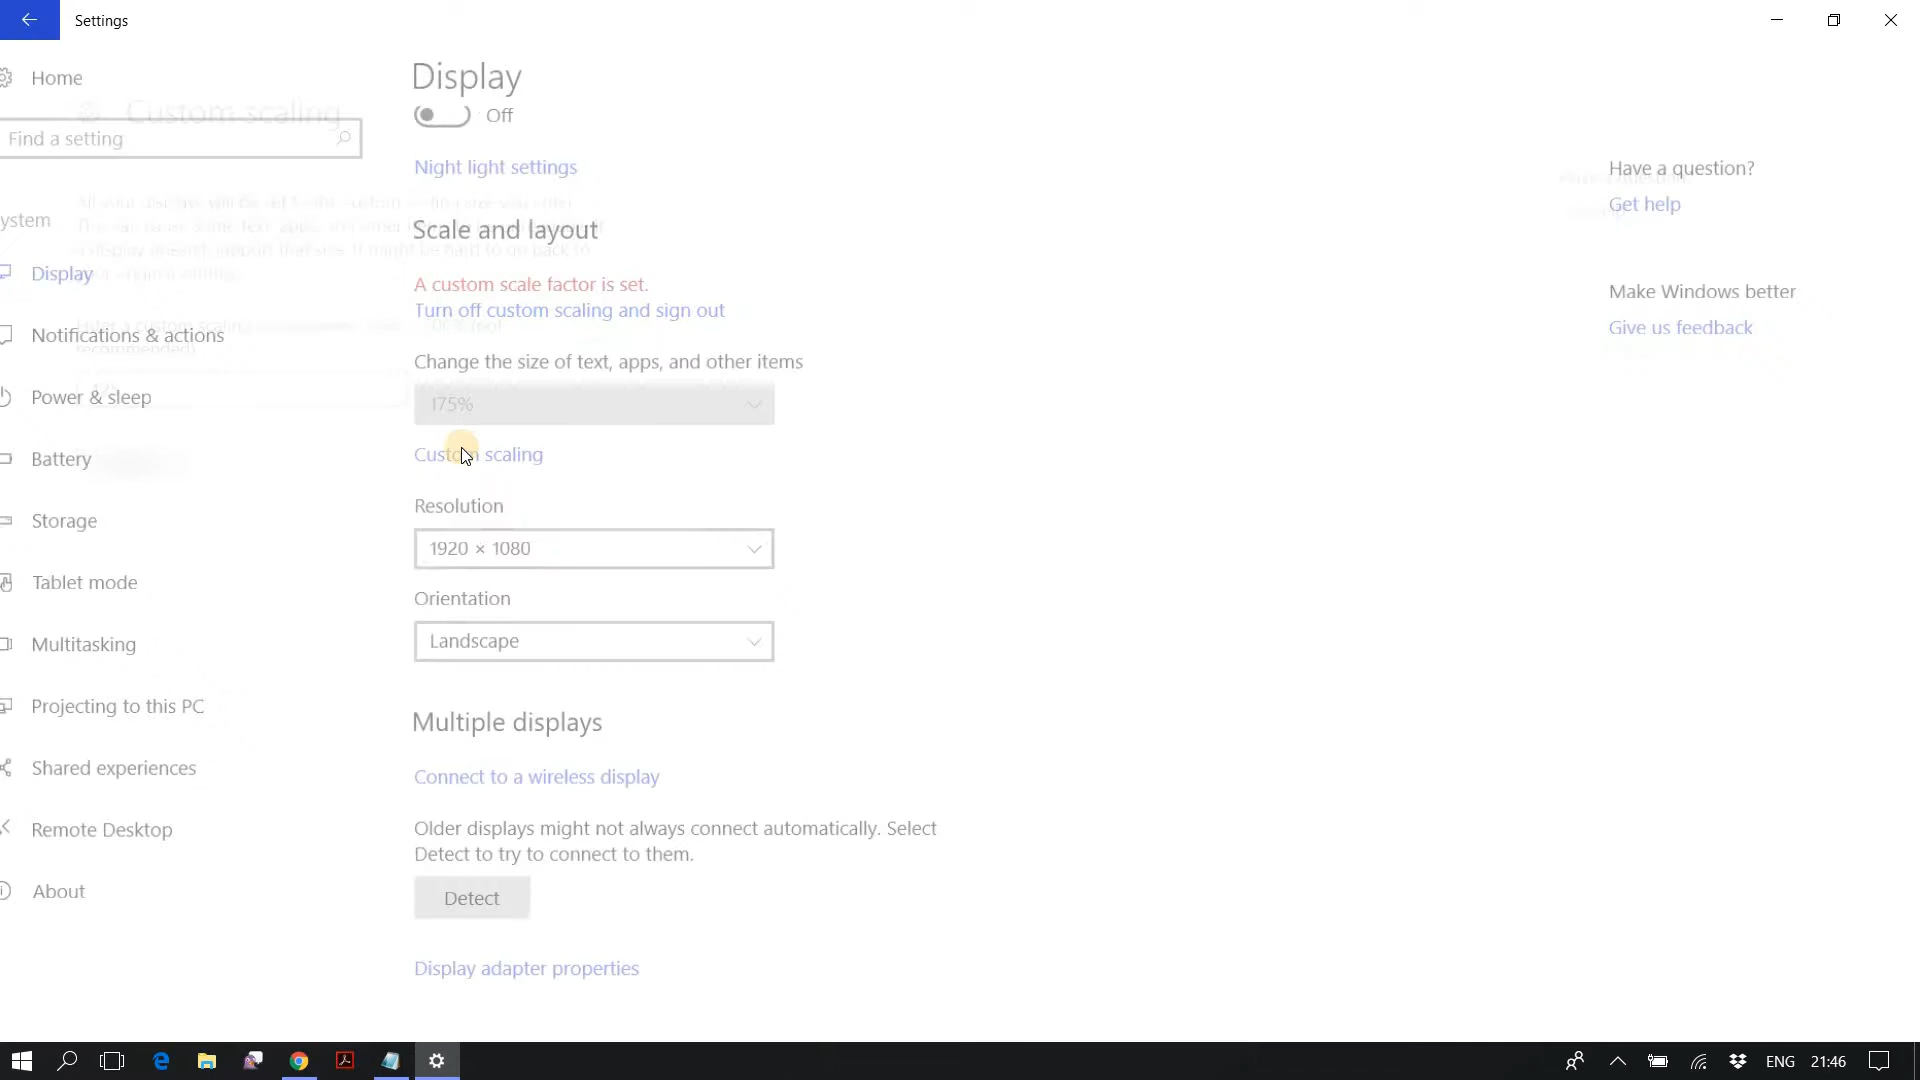 Settings
Home
Custom scaling
Find a setting
ystem
Display
Notifications & actions
Power & sleep
Battery
Storage
Tablet mode
Multitasking
Projecting to this PC
Shared experiences
Remote Desktop
About
Display
Off
Night light settings
Scale and layout
A custom scale factor is set.
Turn off custom scaling and sign out
Change the size of text, apps, and other items
175%
Custom scaling
Resolution
1920 × 1080
Orientation
Landscape
Multiple displays
Connect to a wireless display
Older displays might not always connect automatically. Select
Detect to try to connect to them.
Detect
Display adapter properties
Have a question?
Get help
Make Windows better
Give us feedback
ENG
21:46